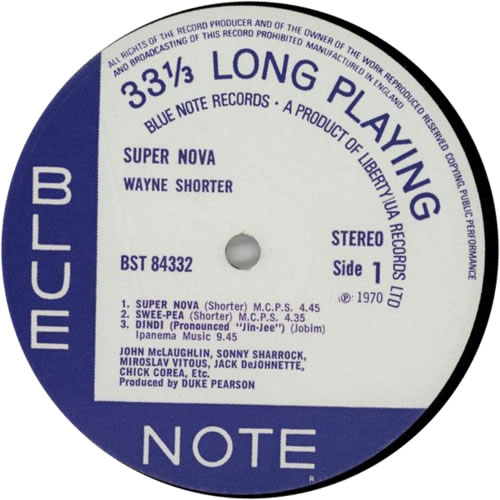 ALL RIGHTS OF THE RECORD PRODUCER AND OF THE OWNER OF THE WORK REPRODUCED RESERVED COPYING, PUBLIC PERFORMANCE
AND BROADCASTING OF THIS RECORD PROHIBITED MANUFACTURED IN ENGLAND
33⅓ LONG PLAYING
BLUE NOTE RECORDS · A PRODUCT OF LIBERTY/UA RECORDS LTD
SUPER NOVA
WAYNE SHORTER
STEREO
BST 84332
Side 1
℗ 1970
1. SUPER NOVA (Shorter) M.C.P.S. 4.45
2. SWEE-PEA (Shorter) M.C.P.S. 4.35
3. DINDI (Pronounced "Jin-Jee") (Jobim)
Ipanema Music 9.45
JOHN McLAUGHLIN, SONNY SHARROCK,
MIROSLAV VITOUS, JACK DeJOHNETTE,
CHICK COREA, Etc.
Produced by DUKE PEARSON
BLUE
NOTE
R